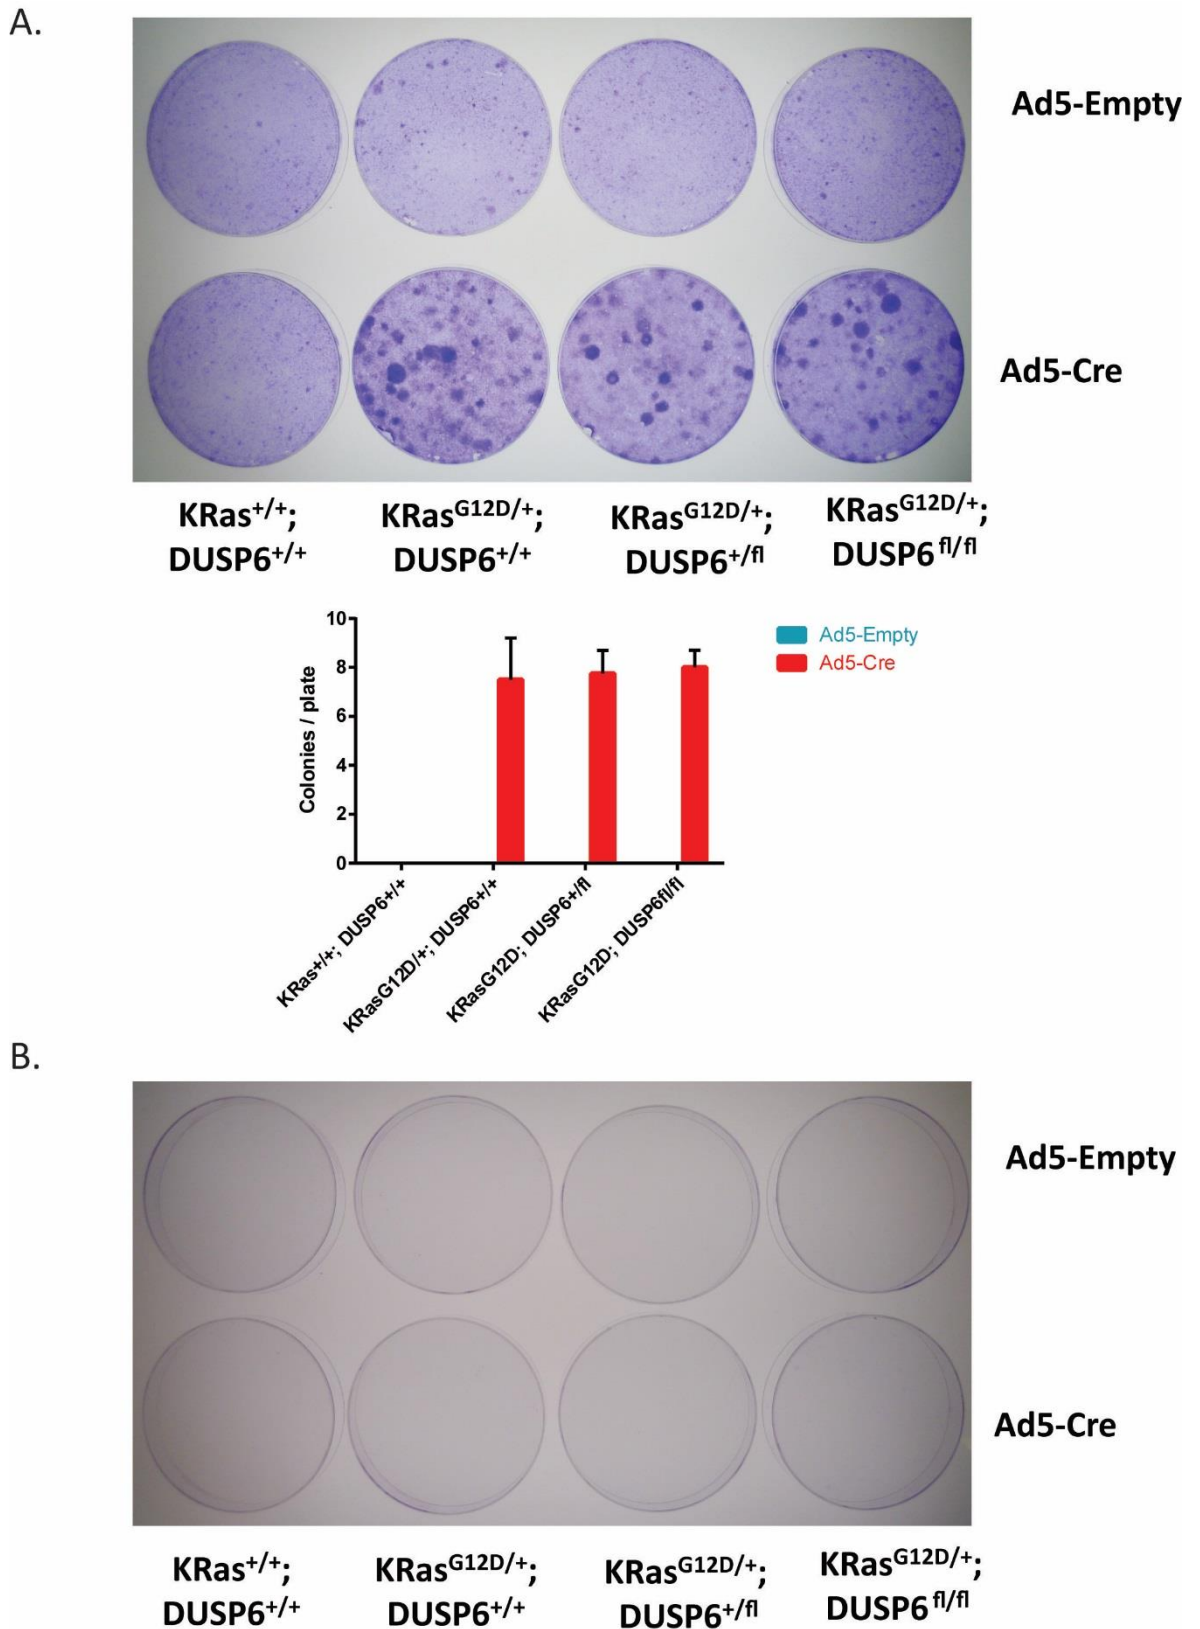 A.
Ad5-Empty
Ad5-Cre
KRas+/+;
DUSP6+/+
KRasG12D/+;
DUSP6+/+
KRasG12D/+;
DUSP6+/fl
KRasG12D/+;
DUSP6fl/fl
10
8
6
4
2
0
Colonies / plate
Ad5-Empty
Ad5-Cre
KRas+/+; DUSP6+/+
KRasG12D/+; DUSP6+/+
KRasG12D; DUSP6+/fl
KRasG12D; DUSP6fl/fl
B.
Ad5-Empty
Ad5-Cre
KRas+/+;
DUSP6+/+
KRasG12D/+;
DUSP6+/+
KRasG12D/+;
DUSP6+/fl
KRasG12D/+;
DUSP6fl/fl